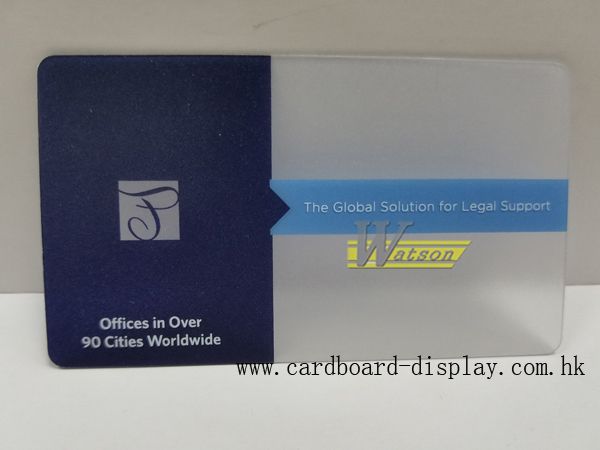 The Global Solution for Legal Support
P
Watson
Offices in Over
90 Cities Worldwide
www.cardboard-display.com.hk